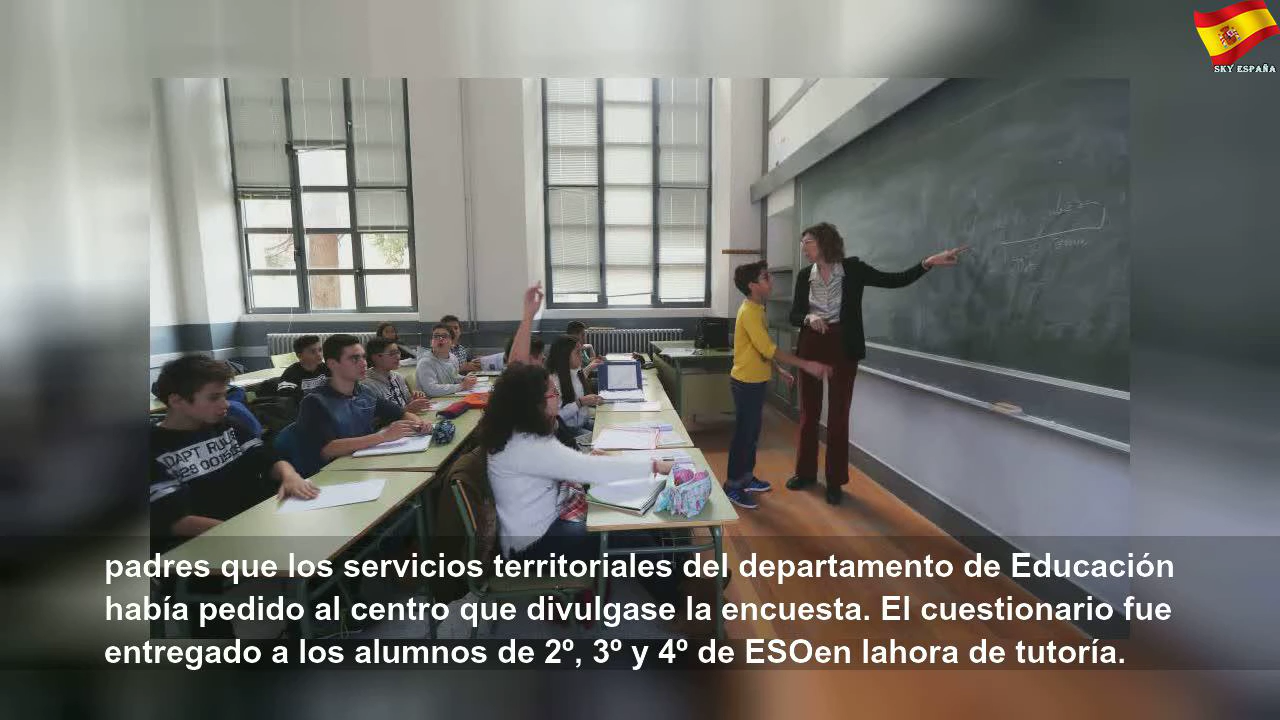 SKY ESPAÑA
padres que los servicios territoriales del departamento de Educación
había pedido al centro que divulgase la encuesta. El cuestionario fue
entregado a los alumnos de 2º, 3º y 4º de ESOen lahora de tutoría.